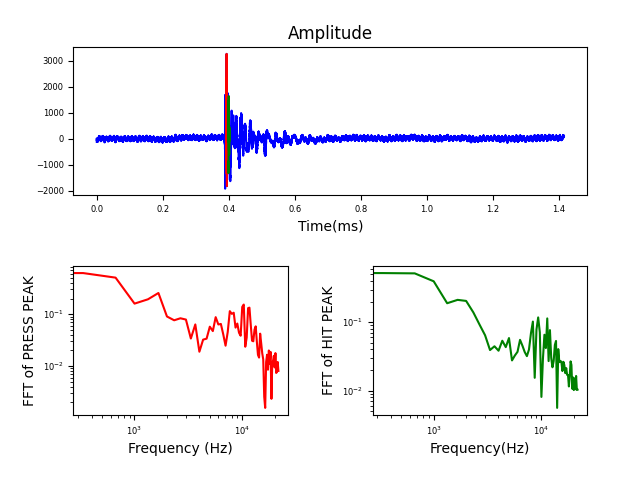 Amplitude
3000
2000
1000
0
−1000
−2000
0.0 0.2 0.4 0.6 0.8 1.0 1.2 1.4
Time(ms)
FFT of PRESS PEAK
10⁻¹
10⁻²
10³ 10⁴
Frequency (Hz)
FFT of HIT PEAK
10⁻¹
10⁻²
10³ 10⁴
Frequency(Hz)